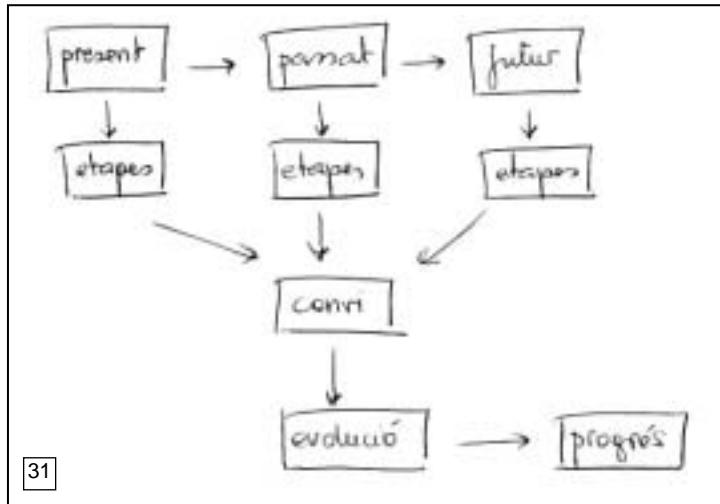 present passat futur
etapes etapes etapes
canvi
evolució progrés
31